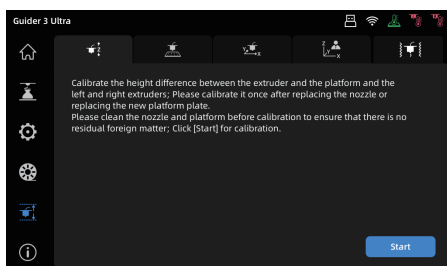 Guider 3 Ultra
Calibrate the height difference between the extruder and the platform and the
left and right extruders; Please calibrate it once after replacing the nozzle or
replacing the new platform plate.
Please clean the nozzle and platform before calibration to ensure that there is no
residual foreign matter; Click [Start] for calibration.
Start